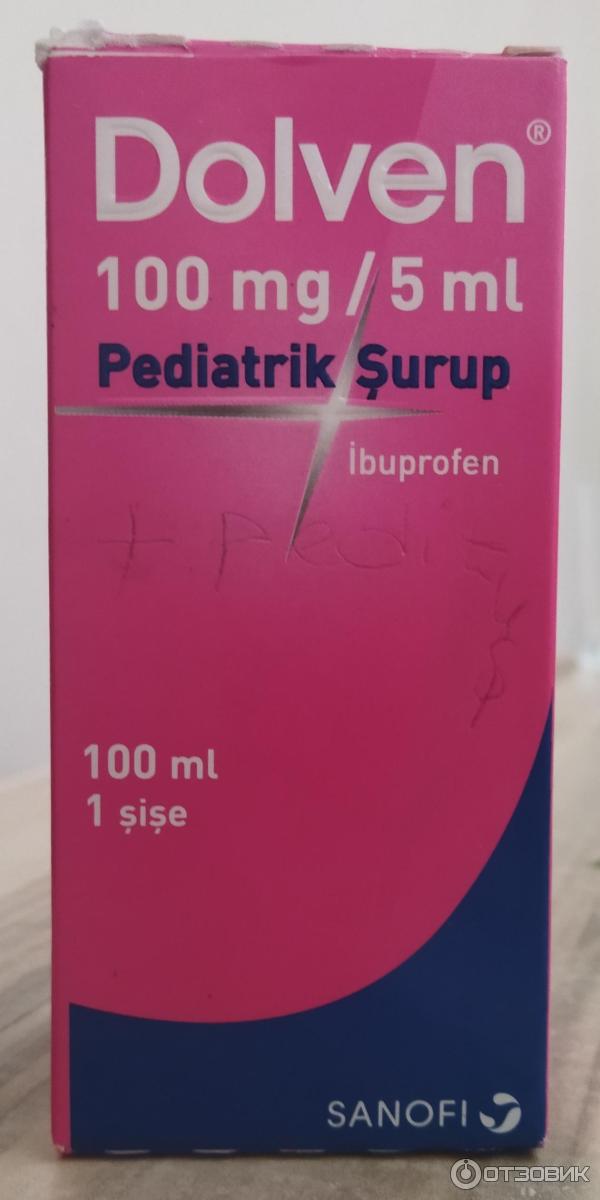 Dolven®
100 mg/5 ml
Pediatrik Şurup
İbuprofen
100 ml
1 şişe
SANOFI
ОТЗОВИК